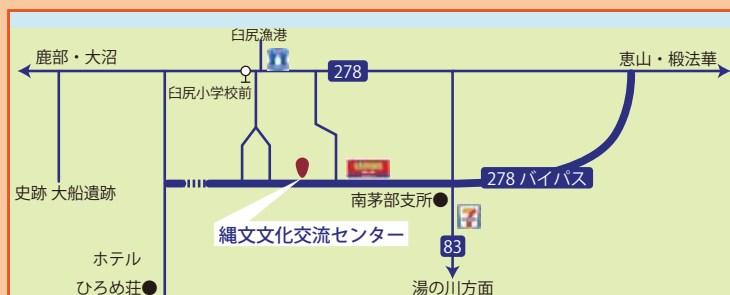 臼尻漁港
鹿部・大沼
恵山・椴法華
278
臼尻小学校前
史跡 大船遺跡
278 バイパス
南茅部支所
縄文文化交流センター
83
ホテル
ひろめ荘
湯の川方面